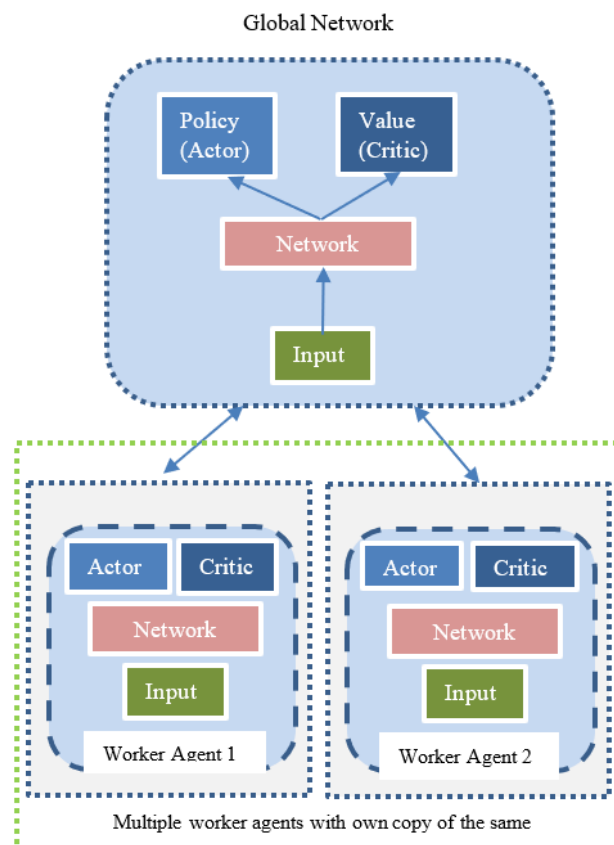 Global Network
Policy
(Actor)
Value
(Critic)
Network
Input
Actor
Critic
Network
Input
Worker Agent 1
Actor
Critic
Network
Input
Worker Agent 2
Multiple worker agents with own copy of the same